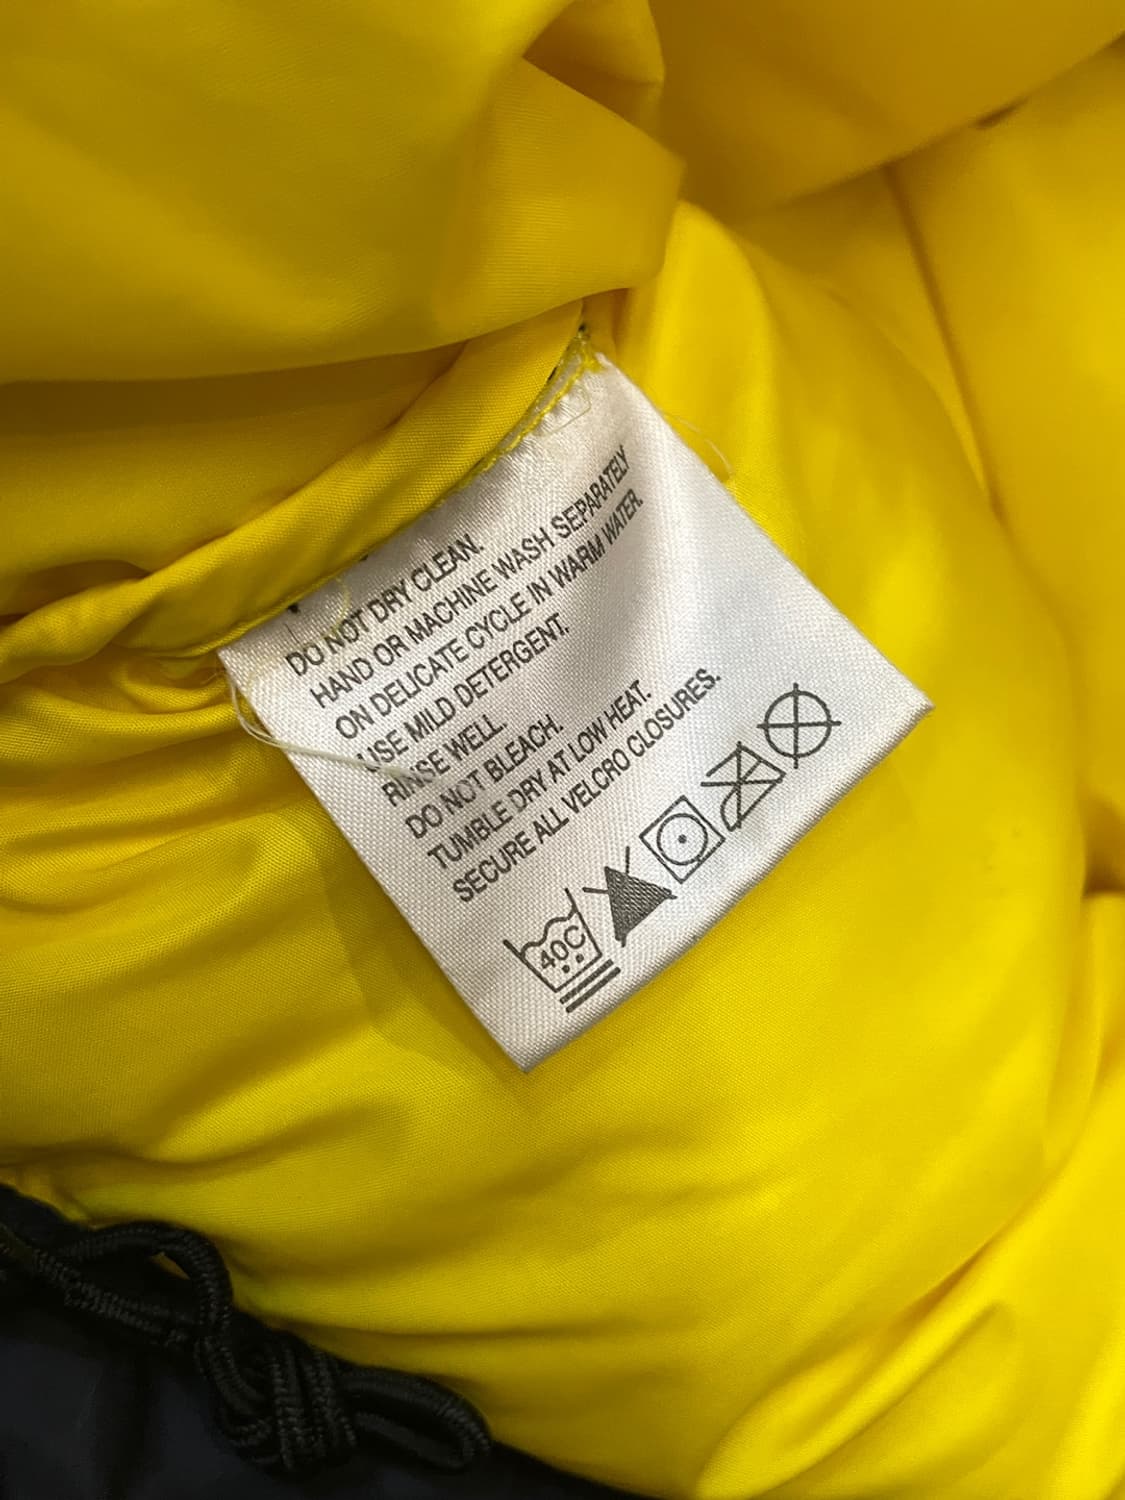 DO NOT DRY CLEAN.
HAND OR MACHINE WASH SEPARATELY
ON DELICATE CYCLE IN WARM WATER.
USE MILD DETERGENT.
RINSE WELL.
DO NOT BLEACH.
TUMBLE DRY AT LOW HEAT.
SECURE ALL VELCRO CLOSURES.
40C